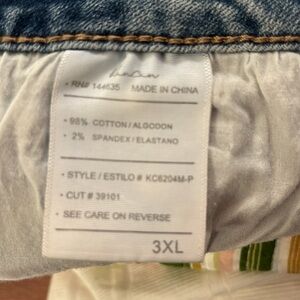 • RN# 144635 MADE IN CHINA
• 98% COTTON / ALGODON
• 2% SPANDEX / ELASTANO
• STYLE / ESTILO # KC6204M-P
• CUT # 39101
• SEE CARE ON REVERSE
3XL